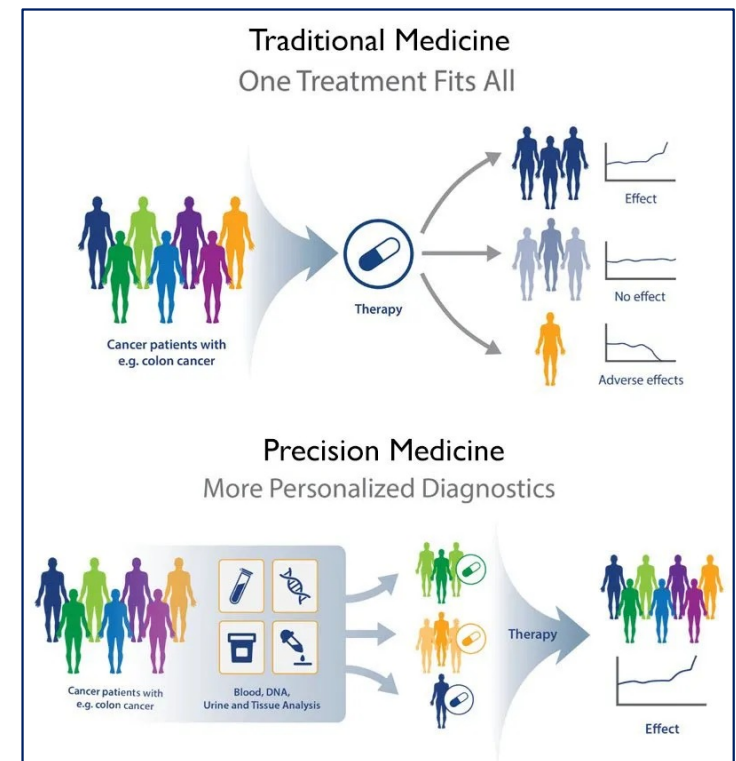 Traditional Medicine
One Treatment Fits All
Effect
No effect
Therapy
Cancer patients with
e.g. colon cancer
Adverse effects
Precision Medicine
More Personalized Diagnostics
Therapy
Cancer patients with
e.g. colon cancer
Blood, DNA,
Urine and Tissue Analysis
Effect